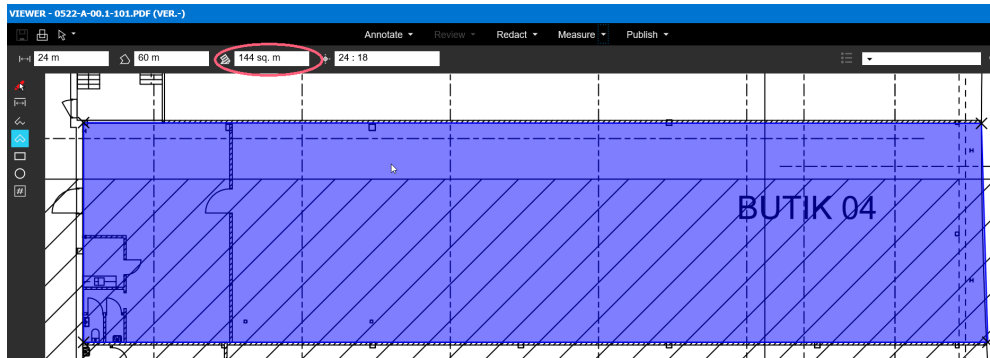 VIEWER - 0522-A-00.1-101.PDF (VER.-)
Annotate Review Redact Measure Publish
24 m 60 m 144 sq. m 24 : 18
BUTIK 04